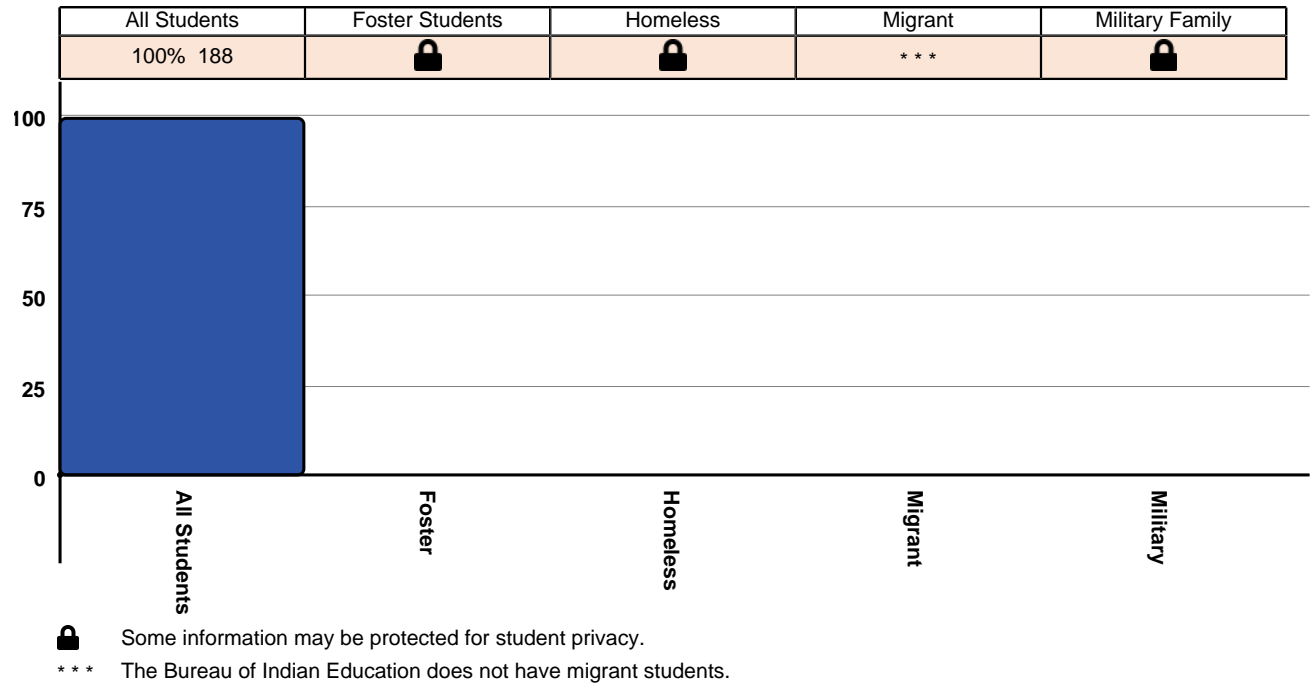 All Students Foster Students Homeless Migrant Military Family
100% 188 * * *
100
75
50
25
0
All Students Foster Homeless Migrant Military
Some information may be protected for student privacy.
* * * The Bureau of Indian Education does not have migrant students.